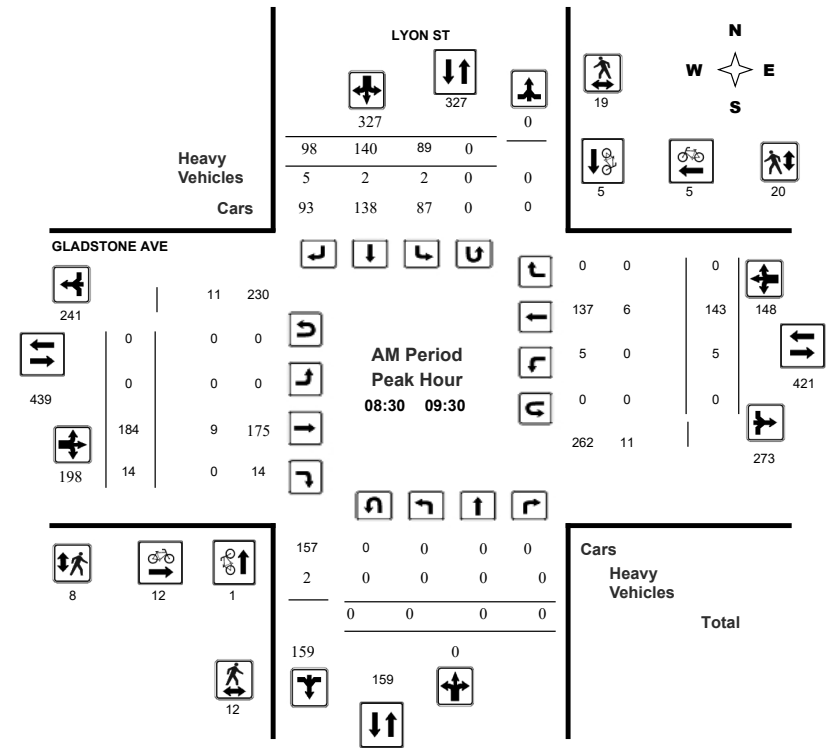 LYON ST
N
W E
S
327
19
327 0
98 140 89 0
Heavy
Vehicles
5 2 2 0 0
5 5 20
Cars
93 138 87 0 0
GLADSTONE AVE
0 0 0
241
11 230
137 6 143 148
0 0 0
AM Period
Peak Hour
5 0 5
439
0 0 0
421
08:30 09:30
0 0 0
184 9 175
262 11
273
198
14 0 14
157 0 0 0 0
Cars
2 0 0 0 0
Heavy
Vehicles
8 12 1
0 0 0 0
Total
159 0
159
12